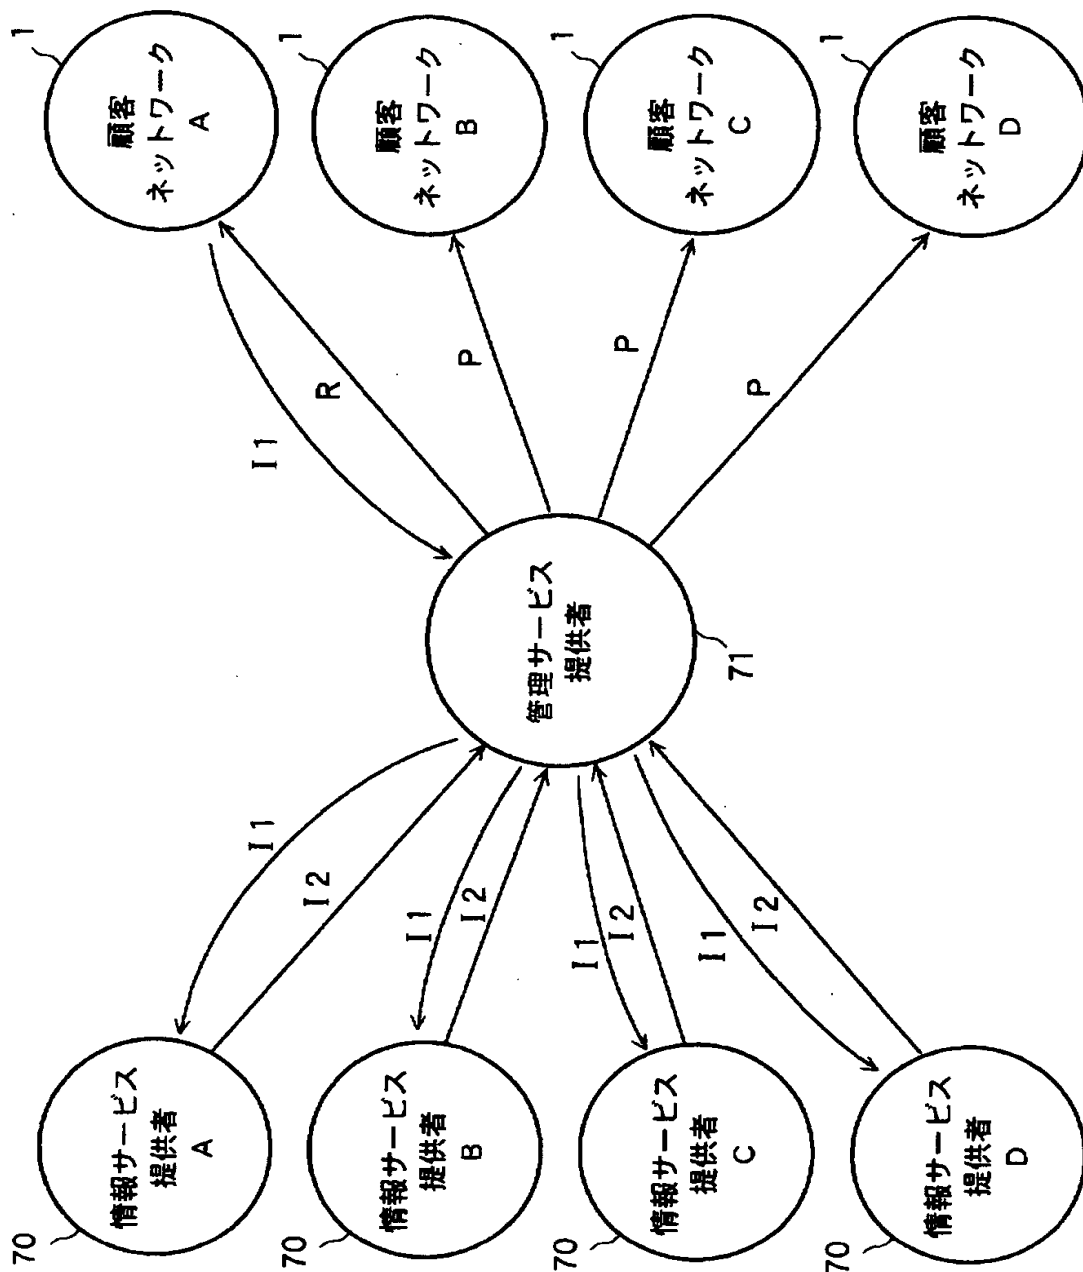 1
顧客
ネットワーク
A
1
顧客
ネットワーク
B
1
顧客
ネットワーク
C
1
顧客
ネットワーク
D
I1
R
P
P
P
管理サービス
提供者
71
I1
I2
I1
I2
I1
I2
I1
I2
70
情報サービス
提供者
A
70
情報サービス
提供者
B
70
情報サービス
提供者
C
70
情報サービス
提供者
D